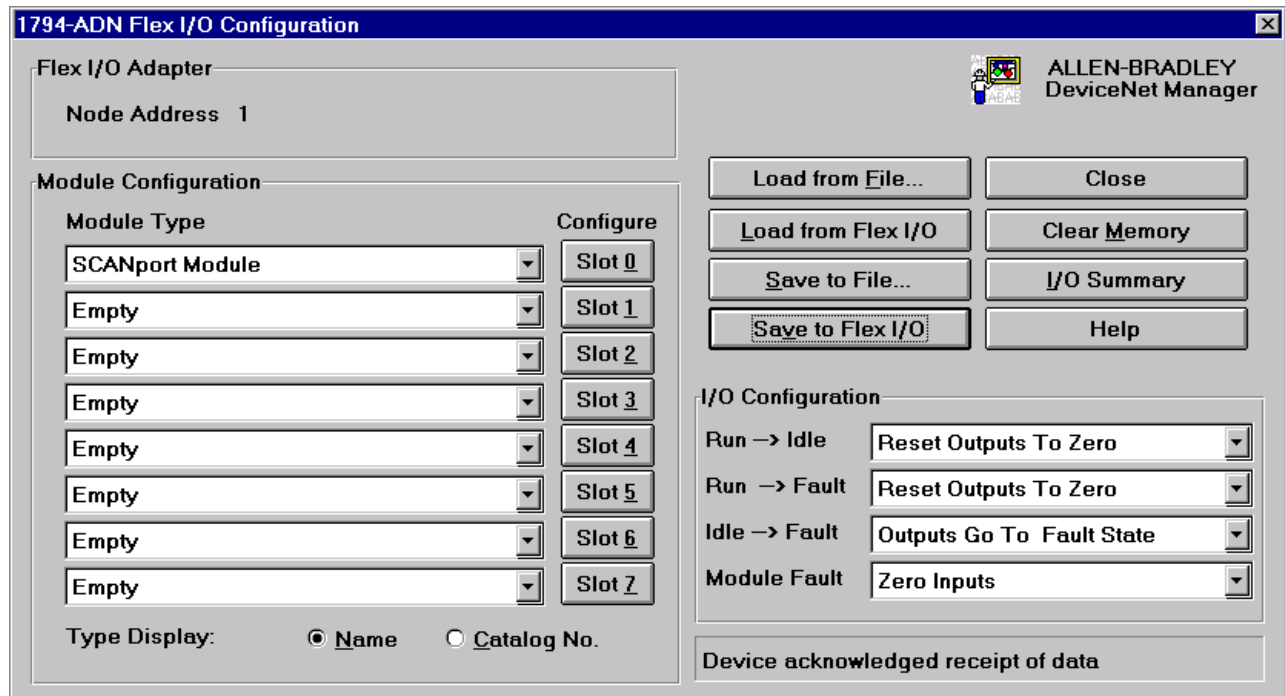 1794-ADN Flex I/O Configuration
Flex I/O Adapter
Node Address 1
ALLEN-BRADLEY
DeviceNet Manager
Module Configuration
Module Type
Configure
SCANport Module
Slot 0
Empty
Slot 1
Empty
Slot 2
Empty
Slot 3
Empty
Slot 4
Empty
Slot 5
Empty
Slot 6
Empty
Slot 7
Type Display:
Name
Catalog No.
Load from File...
Close
Load from Flex I/O
Clear Memory
Save to File...
I/O Summary
Save to Flex I/O
Help
I/O Configuration
Run -> Idle
Reset Outputs To Zero
Run -> Fault
Reset Outputs To Zero
Idle -> Fault
Outputs Go To Fault State
Module Fault
Zero Inputs
Device acknowledged receipt of data